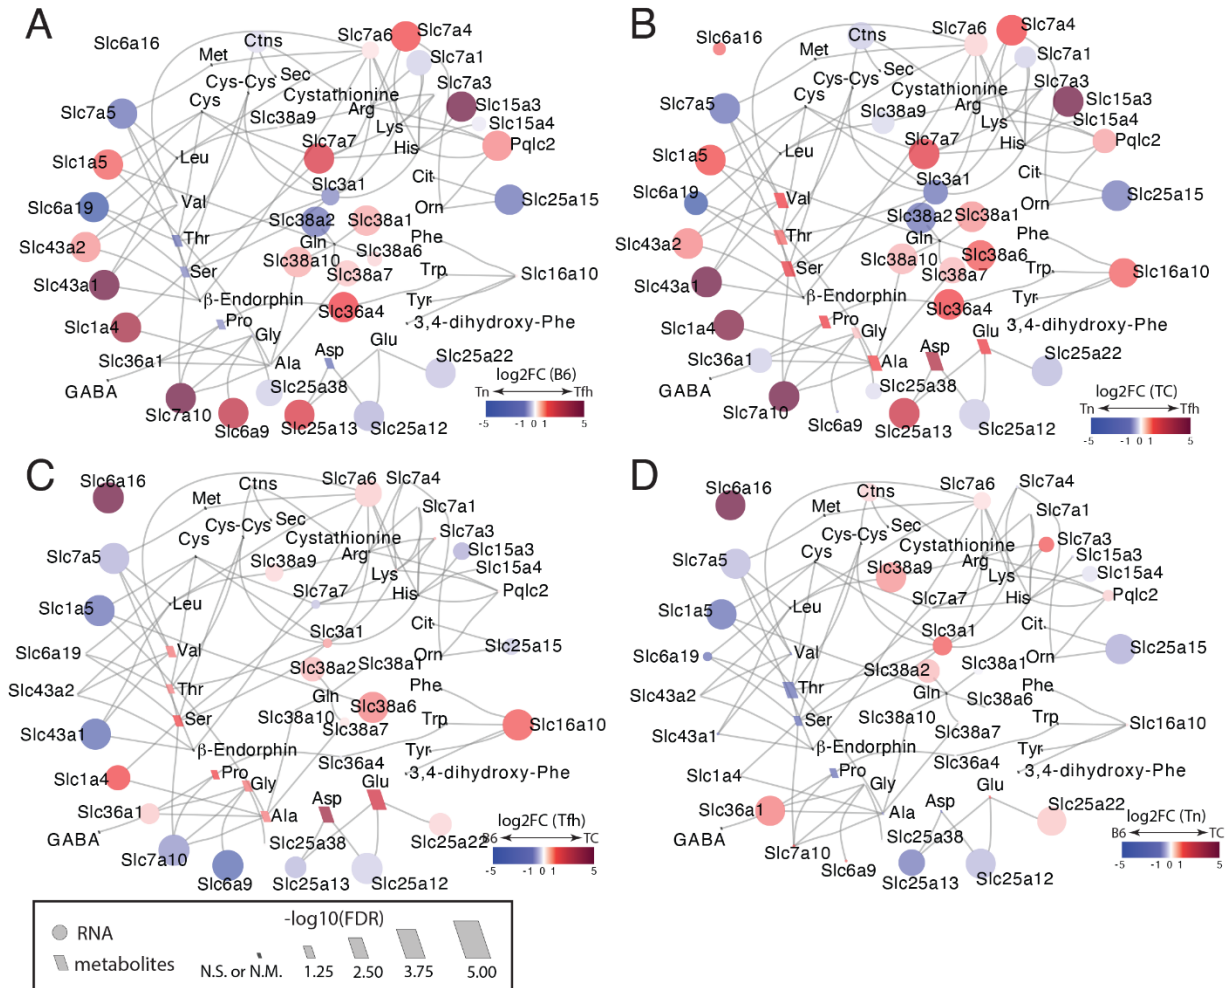 A
Slc6a16
Met
Ctns
Slc7a6
Slc7a4
Slc7a1
Cys-Cys
Sec
Cys
Cystathionine
Slc7a3
Slc15a3
Slc7a5
Slc38a9
Arg
Lys
Slc15a4
Slc1a5
Leu
Slc7a7
His
Pqlc2
Slc6a19
Val
Slc3a1
Cit
Slc25a15
Slc43a2
Thr
Slc38a2
Slc38a1
Orn
Gln
Phe
Ser
Slc38a10
Slc38a6
Slc38a7
Trp
Slc16a10
Slc43a1
β-Endorphin
Slc36a4
Tyr
Slc1a4
Pro
Gly
3,4-dihydroxy-Phe
Slc36a1
Asp
Glu
Ala
Slc25a22
GABA
Slc25a38
Slc7a10
Slc6a9
Slc25a13
Slc25a12
log2FC (B6)
Tn Tfh
-5 -1 0 1 5
B
Slc6a16
Met
Ctns
Slc7a6
Slc7a4
Slc7a1
Cys-Cys
Sec
Cys
Cystathionine
Slc7a3
Slc15a3
Slc7a5
Slc38a9
Arg
Lys
Slc15a4
Slc1a5
Leu
Slc7a7
His
Pqlc2
Slc6a19
Val
Slc3a1
Cit
Slc25a15
Slc43a2
Thr
Slc38a2
Slc38a1
Orn
Gln
Phe
Ser
Slc38a10
Slc38a6
Slc38a7
Trp
Slc16a10
Slc43a1
β-Endorphin
Slc36a4
Tyr
Slc1a4
Pro
Gly
3,4-dihydroxy-Phe
Slc36a1
Asp
Glu
Ala
Slc25a22
GABA
Slc25a38
Slc7a10
Slc6a9
Slc25a13
Slc25a12
log2FC (TC)
Tn Tfh
-5 -1 0 1 5
C
Slc6a16
Met
Ctns
Slc7a6
Slc7a4
Slc7a1
Cys-Cys
Sec
Cys
Cystathionine
Slc7a3
Slc15a3
Slc7a5
Slc38a9
Arg
Lys
Slc15a4
Slc1a5
Leu
Slc7a7
His
Pqlc2
Slc6a19
Val
Slc3a1
Cit
Slc25a15
Slc43a2
Thr
Slc38a2
Slc38a1
Orn
Gln
Phe
Ser
Slc38a10
Slc38a6
Slc38a7
Trp
Slc16a10
Slc43a1
β-Endorphin
Slc36a4
Tyr
Slc1a4
Pro
Gly
3,4-dihydroxy-Phe
Slc36a1
Asp
Glu
Ala
Slc25a22
GABA
Slc25a38
Slc7a10
Slc6a9
Slc25a13
Slc25a12
log2FC (Tfh)
B6 TC
-5 -1 0 1 5
D
Slc6a16
Met
Ctns
Slc7a6
Slc7a4
Slc7a1
Cys-Cys
Sec
Cys
Cystathionine
Slc7a3
Slc15a3
Slc7a5
Slc38a9
Arg
Lys
Slc15a4
Slc1a5
Leu
Slc7a7
His
Pqlc2
Slc6a19
Val
Slc3a1
Cit
Slc25a15
Slc43a2
Thr
Slc38a2
Slc38a1
Orn
Gln
Phe
Ser
Slc38a10
Slc38a6
Slc38a7
Trp
Slc16a10
Slc43a1
β-Endorphin
Slc36a4
Tyr
Slc1a4
Pro
Gly
3,4-dihydroxy-Phe
Slc36a1
Asp
Glu
Ala
Slc25a22
GABA
Slc25a38
Slc7a10
Slc6a9
Slc25a13
Slc25a12
log2FC (Tn)
B6 TC
-5 -1 0 1 5
-log10(FDR)
RNA
metabolites
N.S. or N.M. 1.25 2.50 3.75 5.00